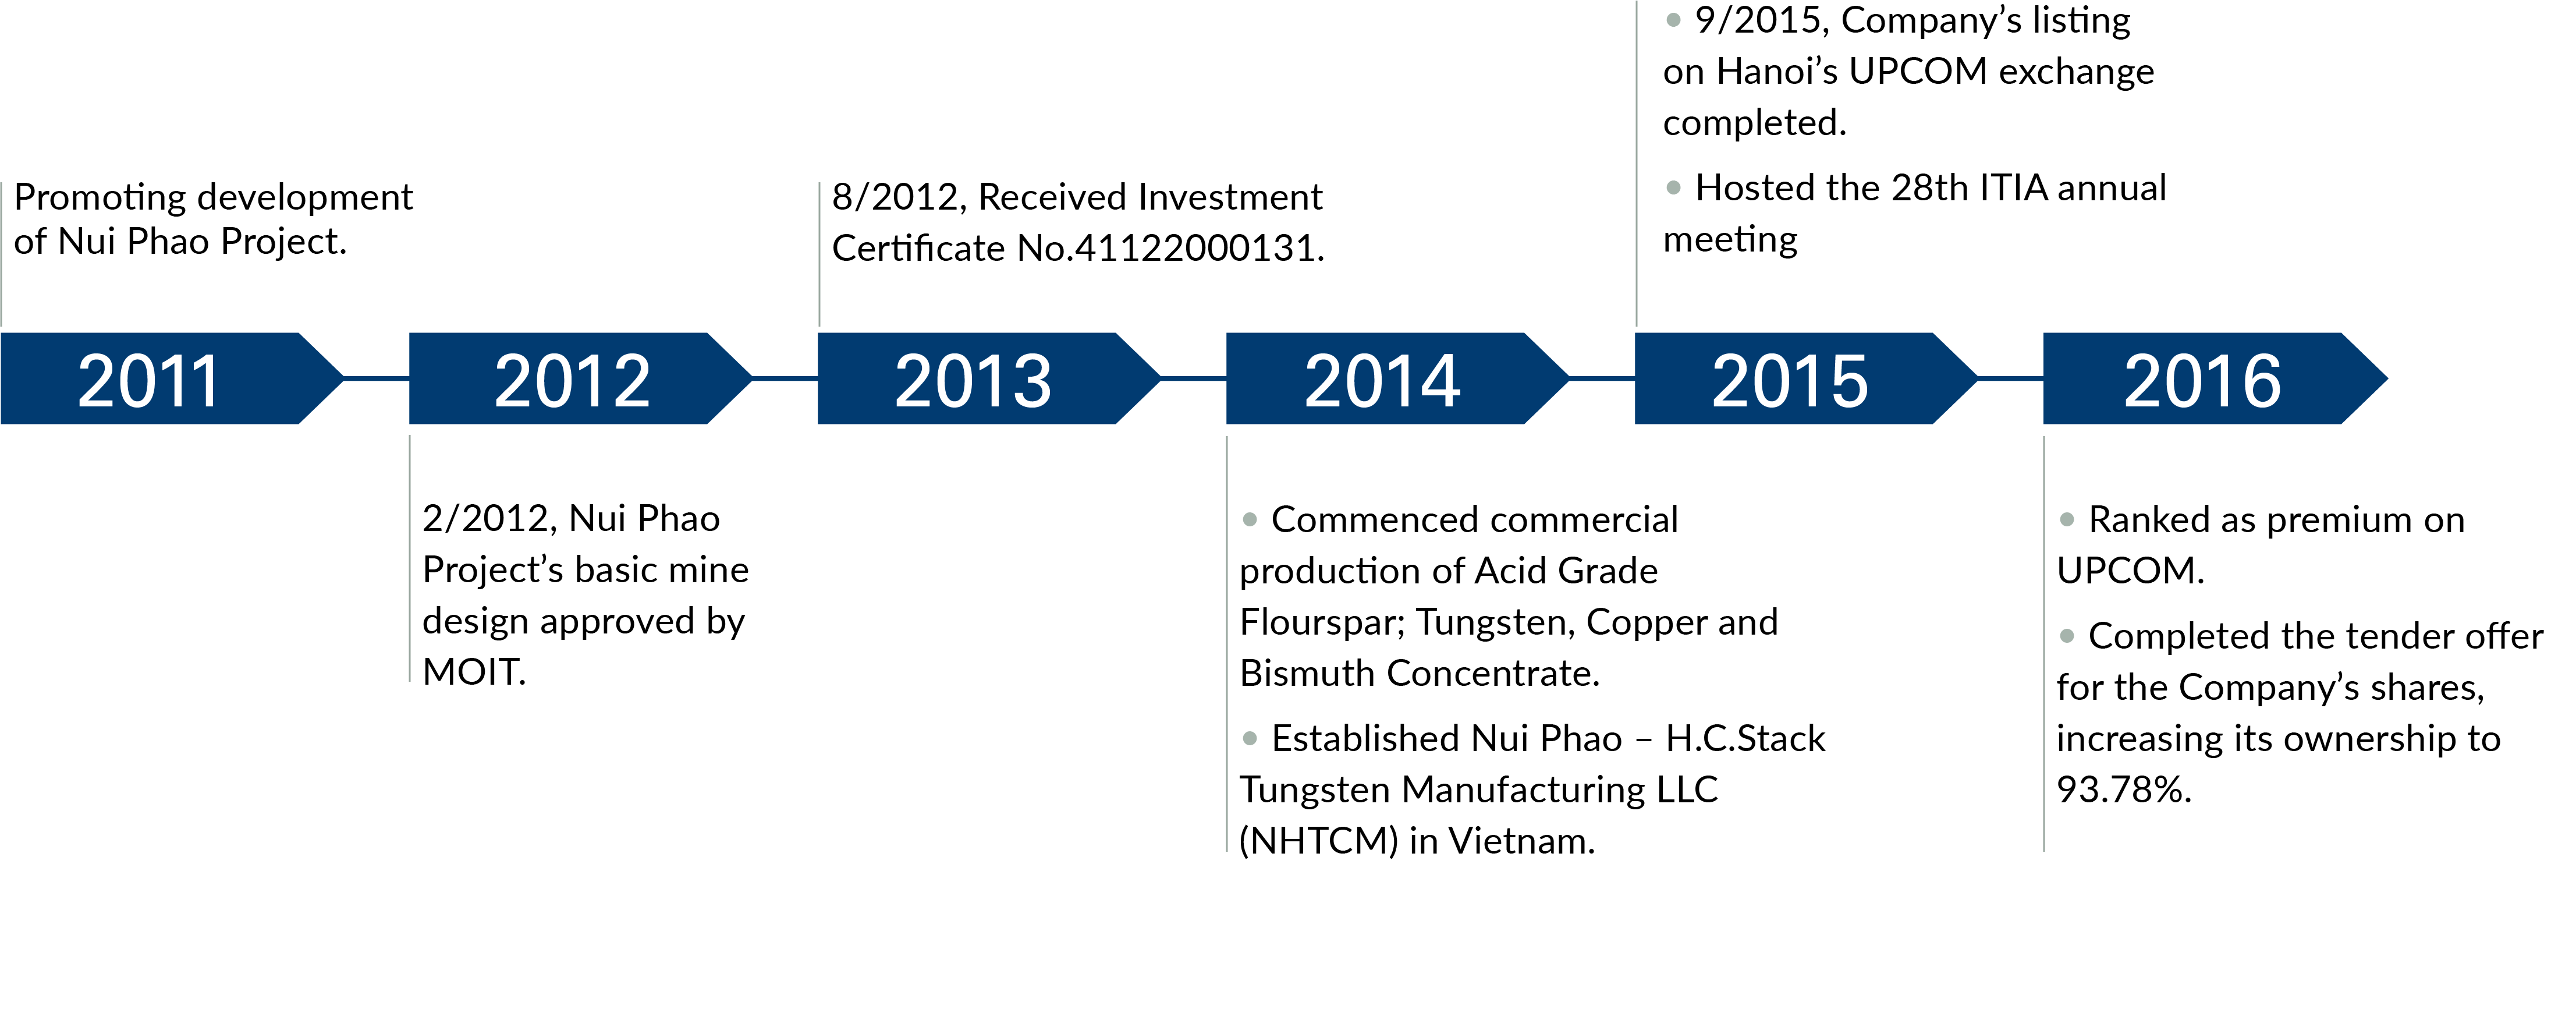 9/2015, Company's listing
on Hanoi's UPCOM exchange
completed.
Hosted the 28th ITIA annual
meeting
Promoting development
of Nui Phao Project.
8/2012, Received Investment
Certificate No.41122000131.
2011
2012
2013
2014
2015
2016
2/2012, Nui Phao
Project's basic mine
design approved by
MOIT.
Commenced commercial
production of Acid Grade
Flourspar; Tungsten, Copper and
Bismuth Concentrate.
Established Nui Phao – H.C.Stack
Tungsten Manufacturing LLC
(NHTCM) in Vietnam.
Ranked as premium on
UPCOM.
Completed the tender offer
for the Company's shares,
increasing its ownership to
93.78%.